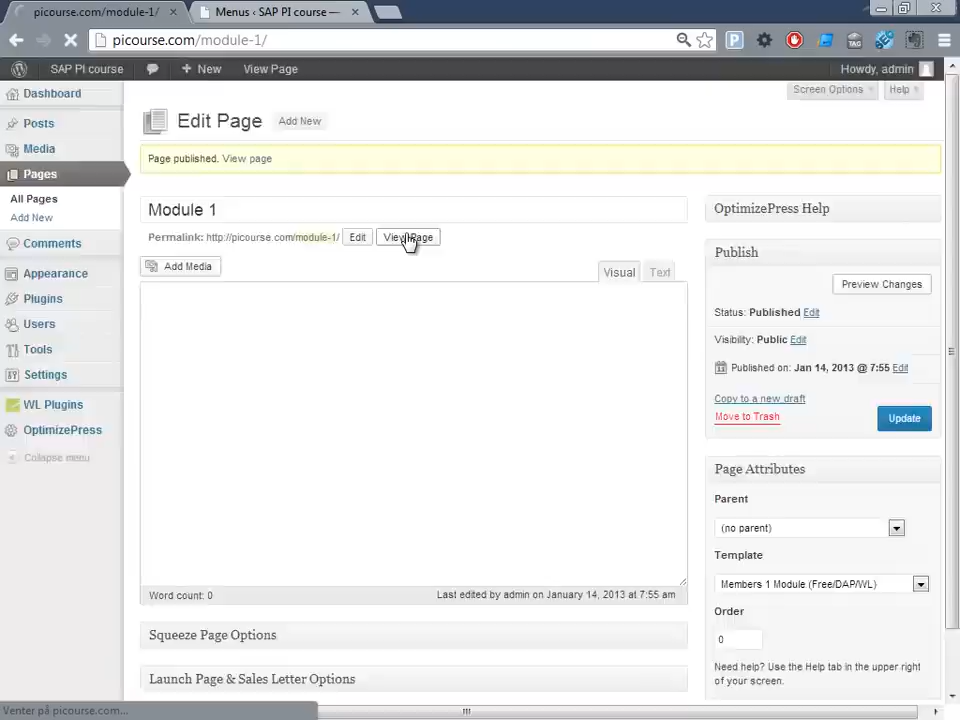 picourse.com/module-1/ ×
Menus ‹ SAP PI course — ×
picourse.com/module-1/
SAP PI course
+ New
View Page
Howdy, admin
Dashboard
Posts
Media
Pages
All Pages
Add New
Comments
Appearance
Plugins
Users
Tools
Settings
WL Plugins
OptimizePress
Collapse menu
Screen Options
Help
Edit Page
Add New
Page published. View page
Module 1
Permalink: http://picourse.com/module-1/
Edit
View Page
Add Media
Visual
Text
Word count: 0
Last edited by admin on January 14, 2013 at 7:55 am
Squeeze Page Options
Launch Page & Sales Letter Options
OptimizePress Help
Publish
Preview Changes
Status: Published Edit
Visibility: Public Edit
Published on: Jan 14, 2013 @ 7:55 Edit
Copy to a new draft
Move to Trash
Update
Page Attributes
Parent
(no parent)
Template
Members 1 Module (Free/DAP/WL)
Order
0
Need help? Use the Help tab in the upper right
of your screen.
Venter på picourse.com...